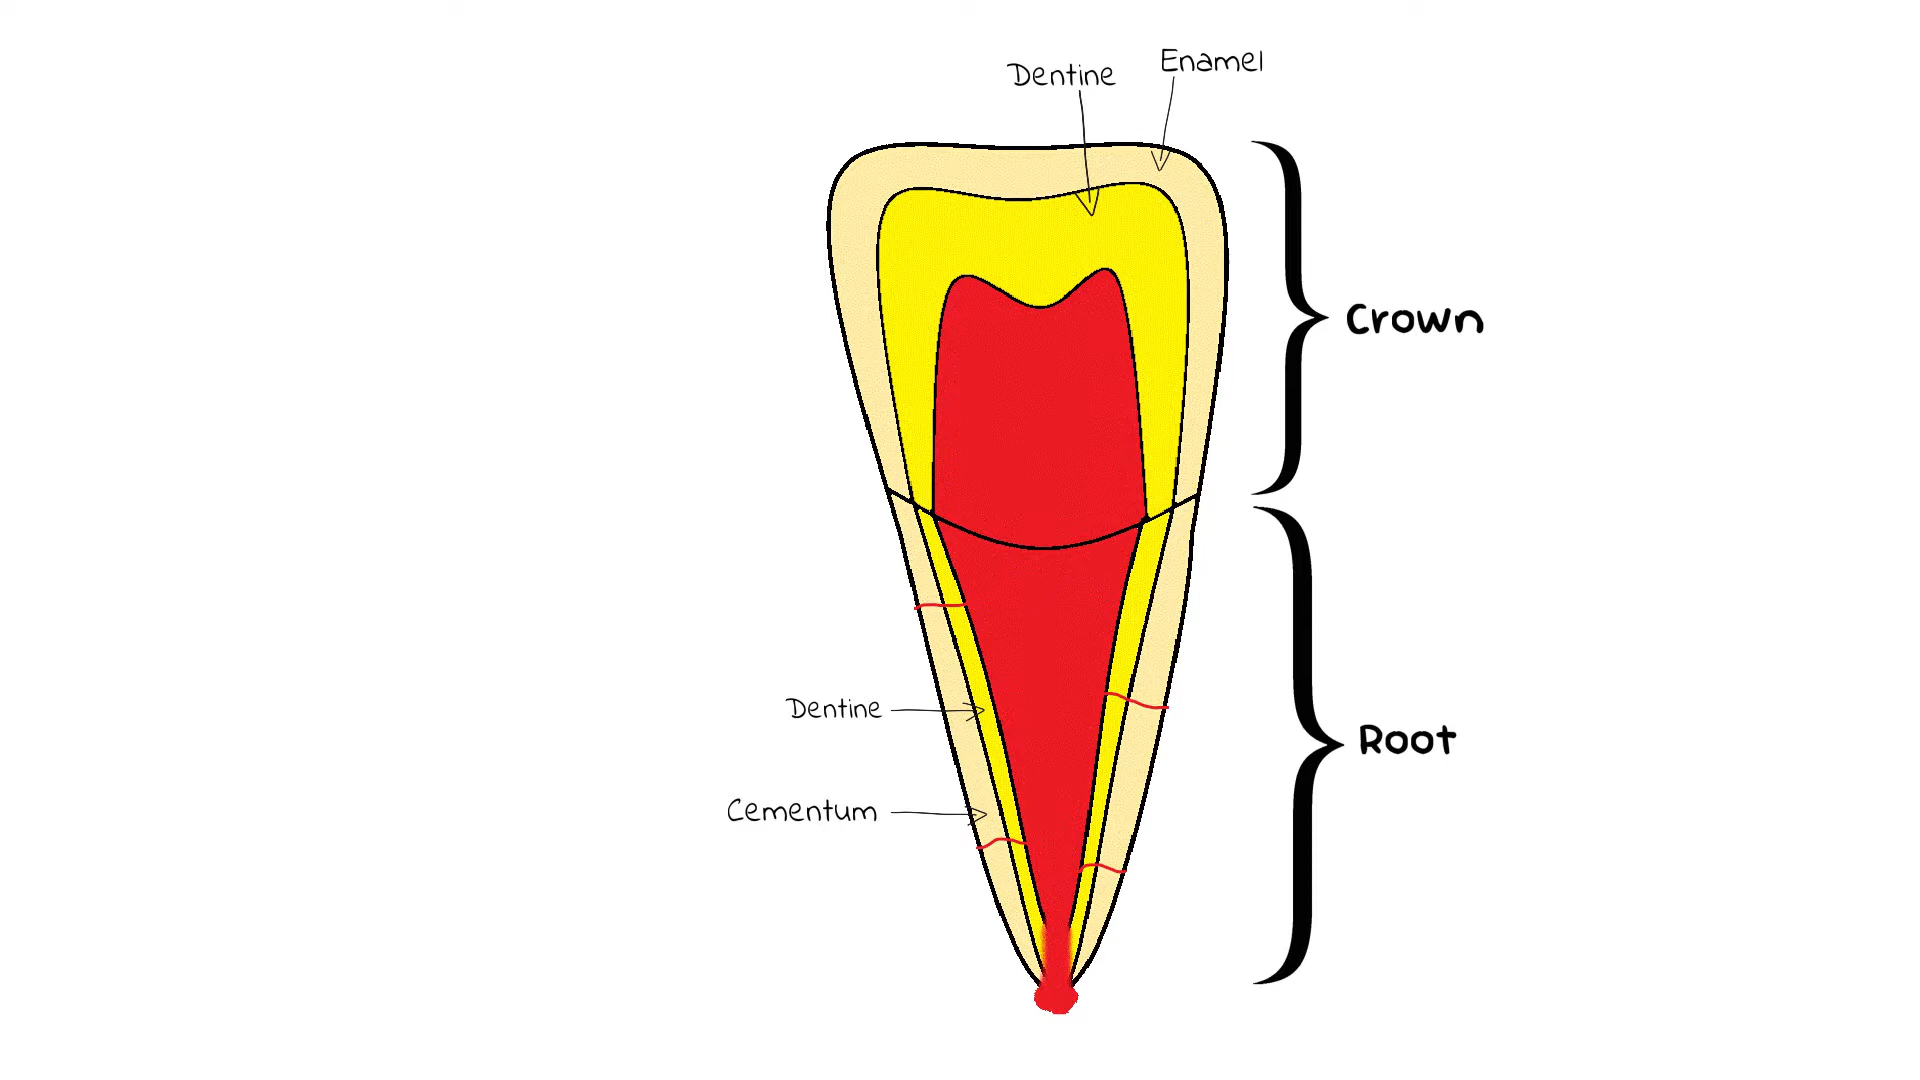 Enamel
Dentine
Crown
Dentine
Root
Cementum